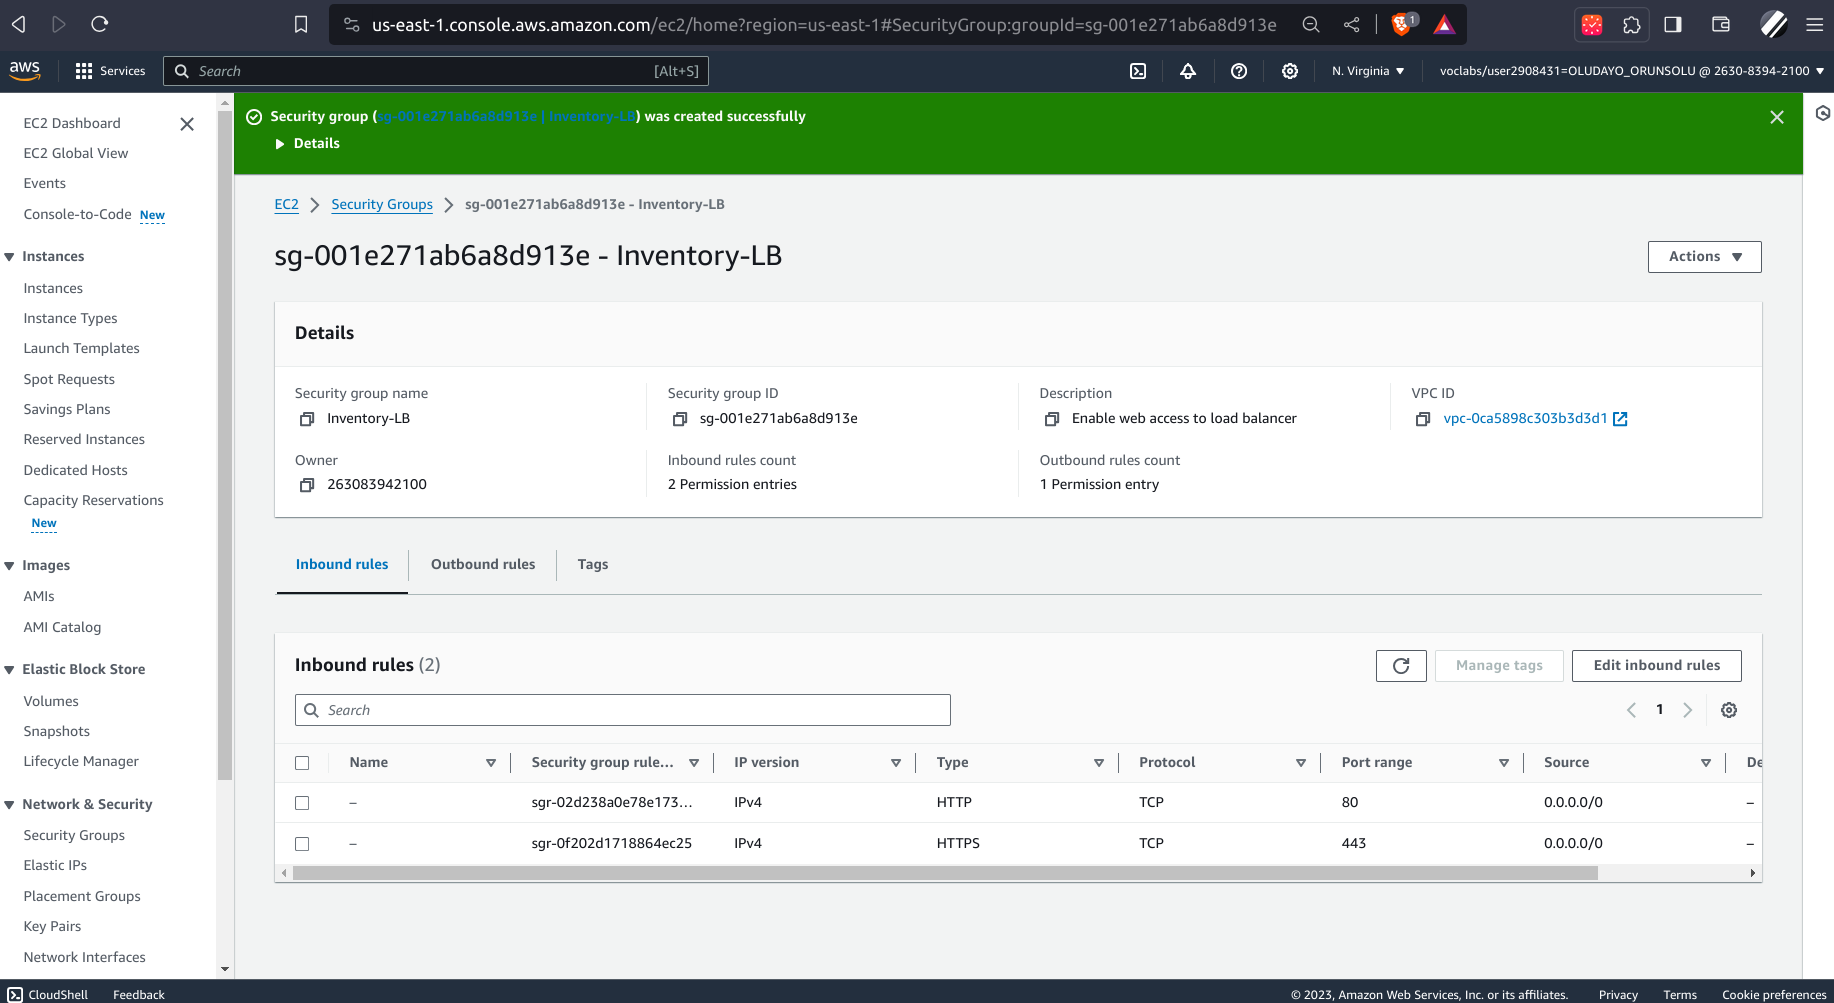 us-east-1.console.aws.amazon.com/ec2/home?region=us-east-1#SecurityGroup:groupId=sg-001e271ab6a8d913e
1
aws
Services
Search
[Alt+S]
N. Virginia
voclabs/user2908431=OLUDAYO_ORUNSOLU @ 2630-8394-2100
EC2 Dashboard
EC2 Global View
Events
Console-to-Code New
Instances
Instances
Instance Types
Launch Templates
Spot Requests
Savings Plans
Reserved Instances
Dedicated Hosts
Capacity Reservations
New
Images
AMIs
AMI Catalog
Elastic Block Store
Volumes
Snapshots
Lifecycle Manager
Network & Security
Security Groups
Elastic IPs
Placement Groups
Key Pairs
Network Interfaces
Security group (sg-001e271ab6a8d913e | Inventory-LB) was created successfully
Details
EC2 > Security Groups > sg-001e271ab6a8d913e - Inventory-LB
sg-001e271ab6a8d913e - Inventory-LB
Actions
Details
Security group name
Inventory-LB
Security group ID
sg-001e271ab6a8d913e
Description
Enable web access to load balancer
VPC ID
vpc-0ca5898c303b3d3d1
Owner
263083942100
Inbound rules count
2 Permission entries
Outbound rules count
1 Permission entry
Inbound rules
Outbound rules
Tags
Inbound rules (2)
Manage tags
Edit inbound rules
Search
1
Name Security group rule... IP version Type Protocol Port range Source De
– sgr-02d238a0e78e173... IPv4 HTTP TCP 80 0.0.0.0/0 –
– sgr-0f202d1718864ec25 IPv4 HTTPS TCP 443 0.0.0.0/0 –
CloudShell
Feedback
© 2023, Amazon Web Services, Inc. or its affiliates.
Privacy
Terms
Cookie preferences